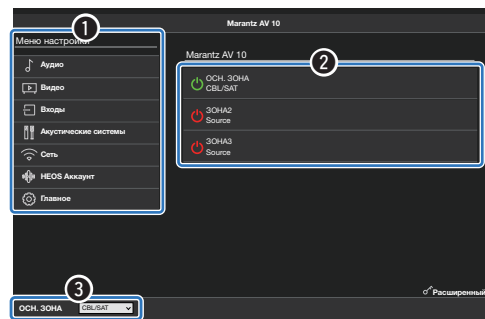 Marantz AV 10
1
Меню настройки
Аудио
Видео
Входы
Акустические системы
Сеть
HEOS Аккаунт
Главное
Marantz AV 10
2
ОСН. ЗОНА
CBL/SAT
ЗОНА2
Source
ЗОНА3
Source
Расширенный
3
ОСН. ЗОНА CBL/SAT